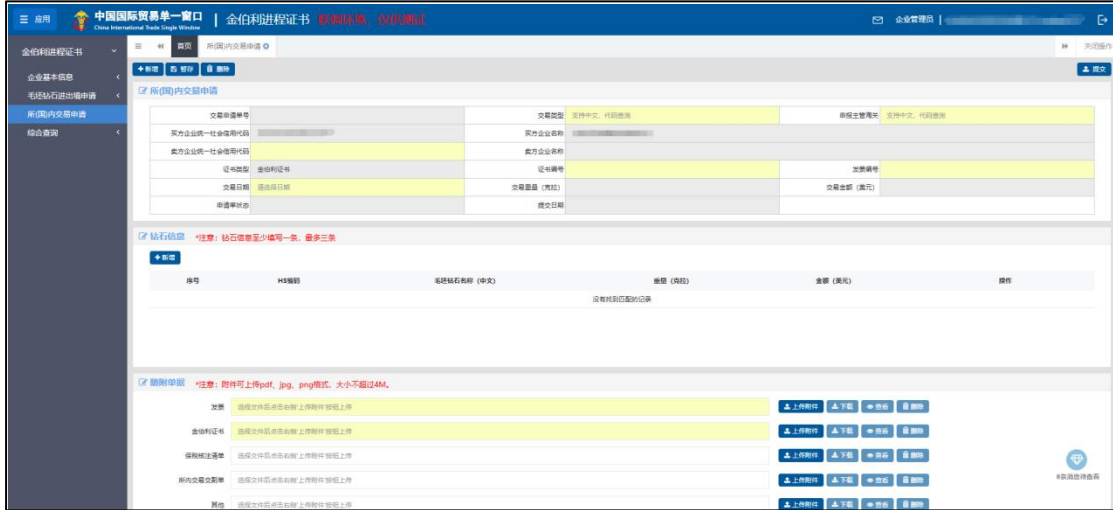 三 应用 中国国际贸易单一窗口 China International Trade Single Window | 金伯利进程证书 联调环境，仅供测试 企业管理员 |
金伯利进程证书
企业基本信息
毛坯钻石进出境申请
所(国)内交易申请
综合查询
首页 所(国)内交易申请 关闭操作
+新增 暂存 删除 提交
所(国)内交易申请
交易申请单号 交易类型 支持中文、代码查询 申报主管海关 支持中文、代码查询
买方企业统一社会信用代码 买方企业名称
卖方企业统一社会信用代码 卖方企业名称
证书类型 金伯利证书 证书编号 发票编号
交易日期 请选择日期 交易重量（克拉） 交易金额（美元）
申请单状态 提交日期
钻石信息 *注意：钻石信息至少填写一条，最多三条
+新增
序号 HS编码 毛坯钻石名称（中文） 重量（克拉） 金额（美元） 操作
没有找到匹配的记录
随附单据 *注意：附件可上传pdf、jpg、png格式，大小不超过4M。
发票 选择文件后点击右侧'上传附件'按钮上传 上传附件 下载 查看 删除
金伯利证书 选择文件后点击右侧'上传附件'按钮上传 上传附件 下载 查看 删除
保税核注清单 选择文件后点击右侧'上传附件'按钮上传 上传附件 下载 查看 删除
所内交易交割单 选择文件后点击右侧'上传附件'按钮上传 上传附件 下载 查看 删除
其他 选择文件后点击右侧'上传附件'按钮上传 上传附件 下载 查看 删除
8条消息待查看